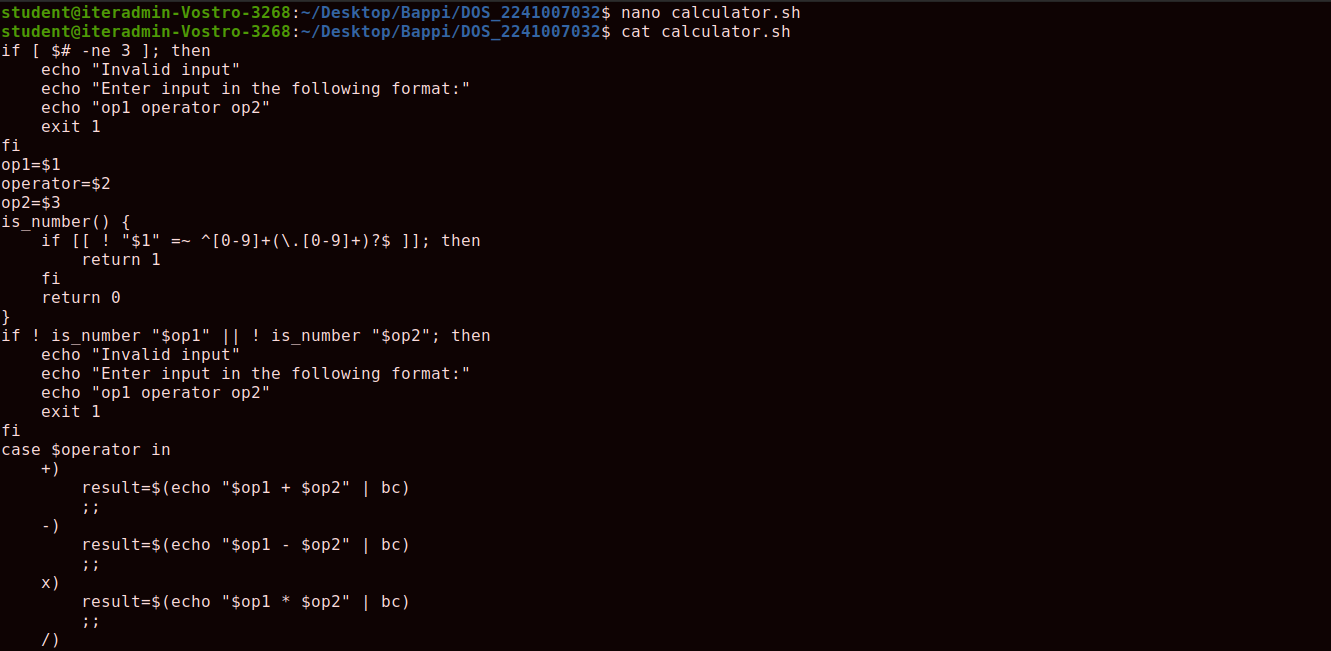 student@iteradmin-Vostro-3268:~/Desktop/Bappi/DOS_2241007032$ nano calculator.sh
student@iteradmin-Vostro-3268:~/Desktop/Bappi/DOS_2241007032$ cat calculator.sh
if [ $# -ne 3 ]; then
    echo "Invalid input"
    echo "Enter input in the following format:"
    echo "op1 operator op2"
    exit 1
fi
op1=$1
operator=$2
op2=$3
is_number() {
    if [[ ! "$1" =~ ^[0-9]+(\.[0-9]+)?$ ]]; then
        return 1
    fi
    return 0
}
if ! is_number "$op1" || ! is_number "$op2"; then
    echo "Invalid input"
    echo "Enter input in the following format:"
    echo "op1 operator op2"
    exit 1
fi
case $operator in
    +)
        result=$(echo "$op1 + $op2" | bc)
        ;;
    -)
        result=$(echo "$op1 - $op2" | bc)
        ;;
    x)
        result=$(echo "$op1 * $op2" | bc)
        ;;
    /)